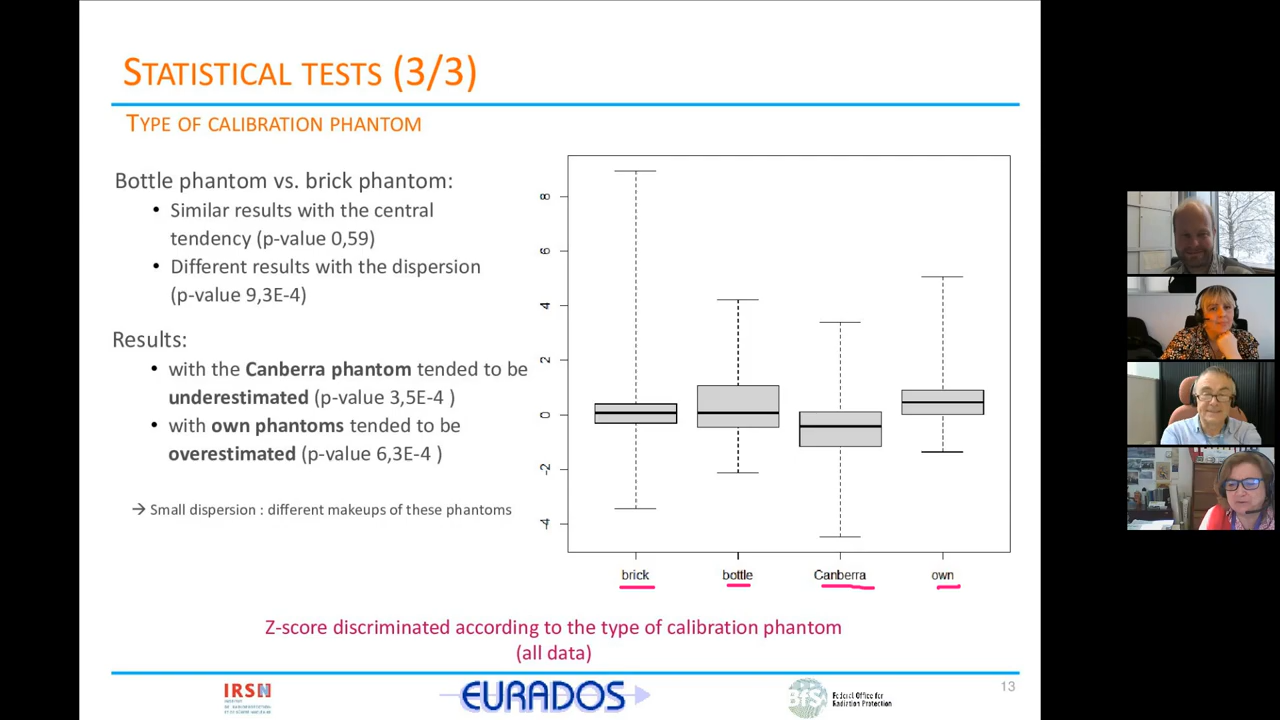 STATISTICAL TESTS (3/3)
TYPE OF CALIBRATION PHANTOM
Bottle phantom vs. brick phantom:
• Similar results with the central
tendency (p-value 0,59)
• Different results with the dispersion
(p-value 9,3E-4)
Results:
• with the Canberra phantom tended to be
underestimated (p-value 3,5E-4 )
• with own phantoms tended to be
overestimated (p-value 6,3E-4 )
→ Small dispersion : different makeups of these phantoms
8
6
4
2
0
-2
-4
brick bottle Canberra own
Z-score discriminated according to the type of calibration phantom
(all data)
13
IRSN
EURADOS
BfS
Federal Office for
Radiation Protection